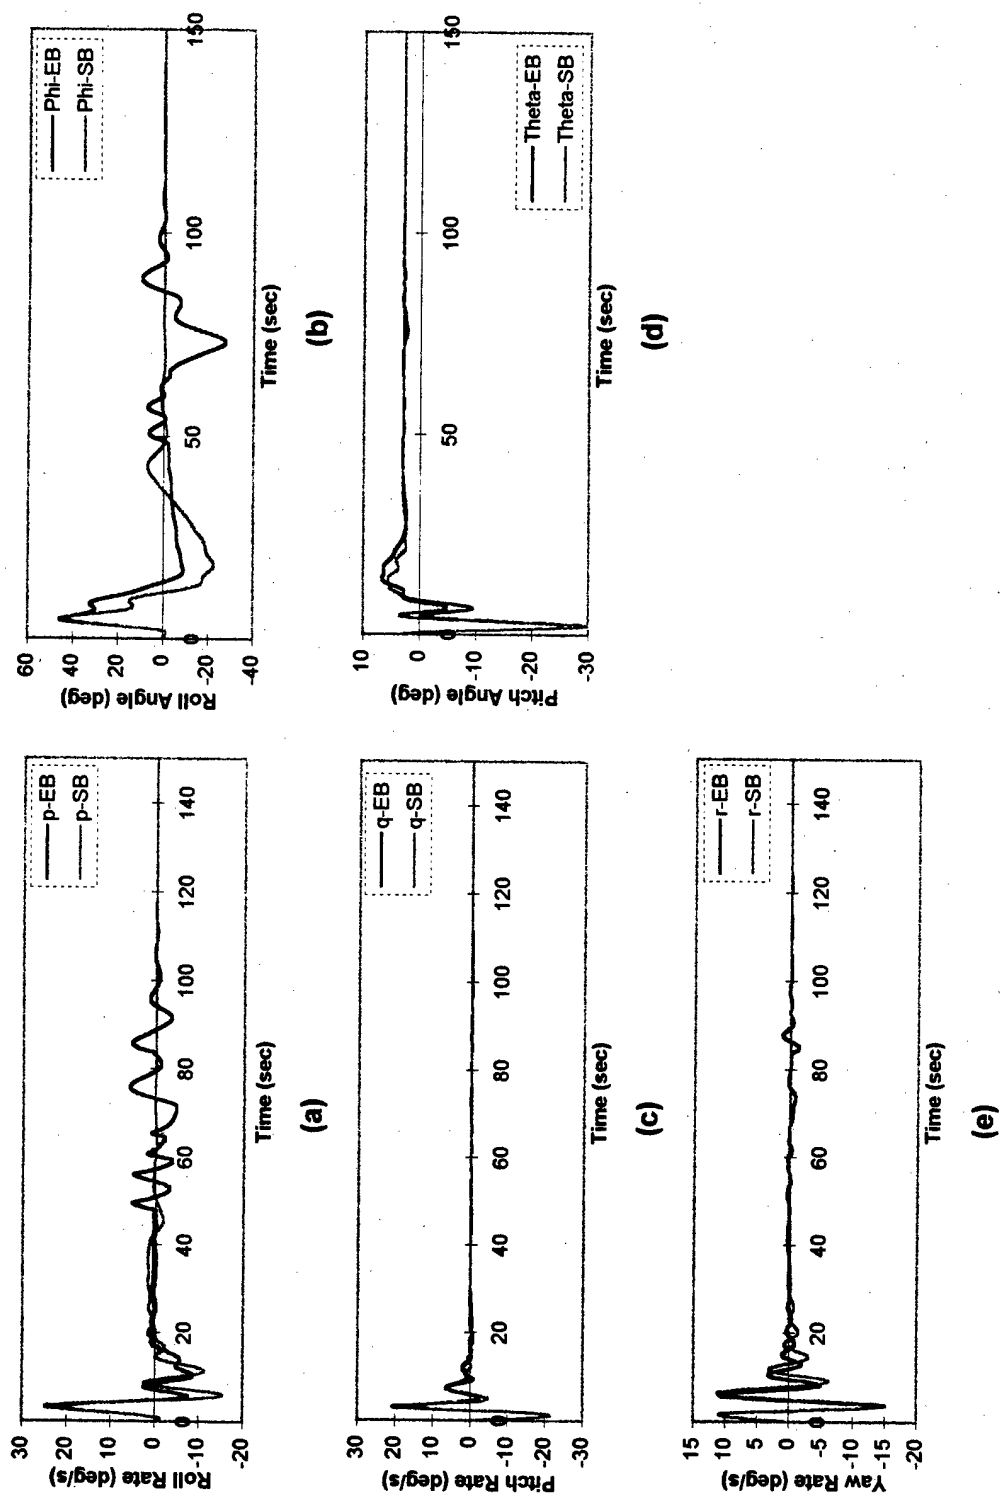 30
20
10
0
-10
-20
Roll Rate (deg/s)
0
20
40
60
80
100
120
140
p-EB
p-SB
Time (sec)
(a)
60
40
20
0
-20
-40
Roll Angle (deg)
0
50
100
150
Phi-EB
Phi-SB
Time (sec)
(b)
30
20
10
0
-10
-20
-30
Pitch Rate (deg/s)
0
20
40
60
80
100
120
140
q-EB
q-SB
Time (sec)
(c)
10
0
-10
-20
-30
Pitch Angle (deg)
0
50
100
150
Theta-EB
Theta-SB
Time (sec)
(d)
15
10
5
0
-5
-10
-15
-20
Yaw Rate (deg/s)
0
20
40
60
80
100
120
140
r-EB
r-SB
Time (sec)
(e)